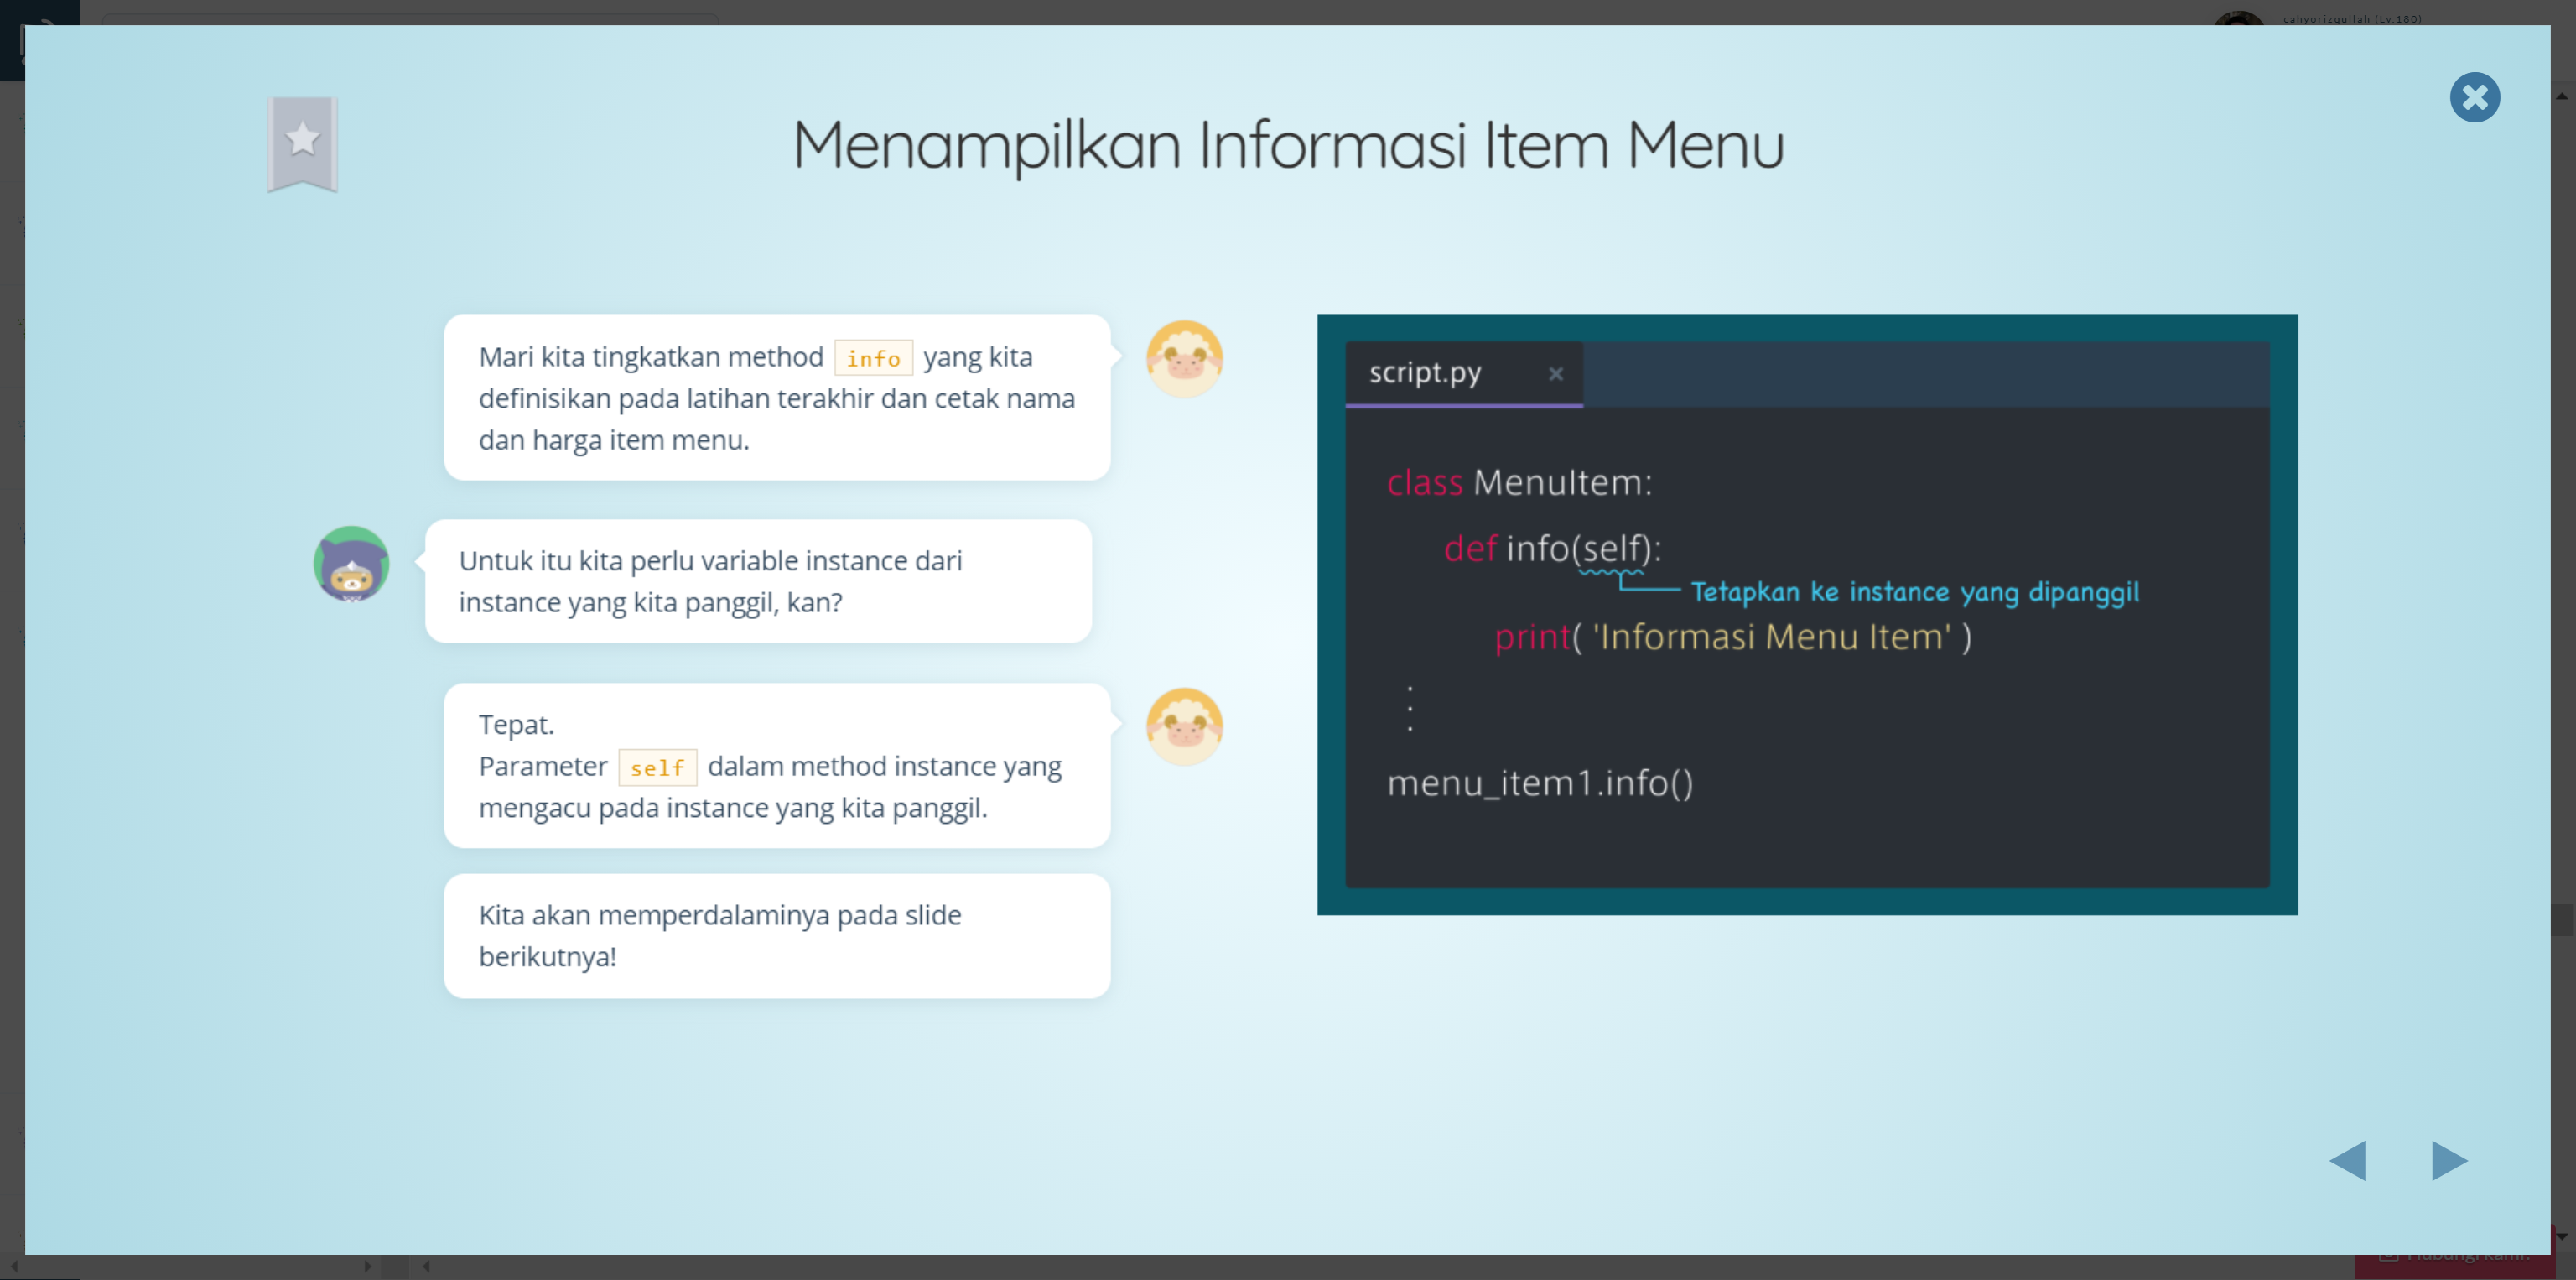 cahyorizqullah (Lv.180)
Menampilkan Informasi Item Menu
Mari kita tingkatkan method info yang kita
definisikan pada latihan terakhir dan cetak nama
dan harga item menu.
Untuk itu kita perlu variable instance dari
instance yang kita panggil, kan?
Tepat.
Parameter self dalam method instance yang
mengacu pada instance yang kita panggil.
Kita akan memperdalaminya pada slide
berikutnya!
script.py
class MenuItem:
def info(self):
Tetapkan ke instance yang dipanggil
print( 'Informasi Menu Item' )
menu_item1.info()